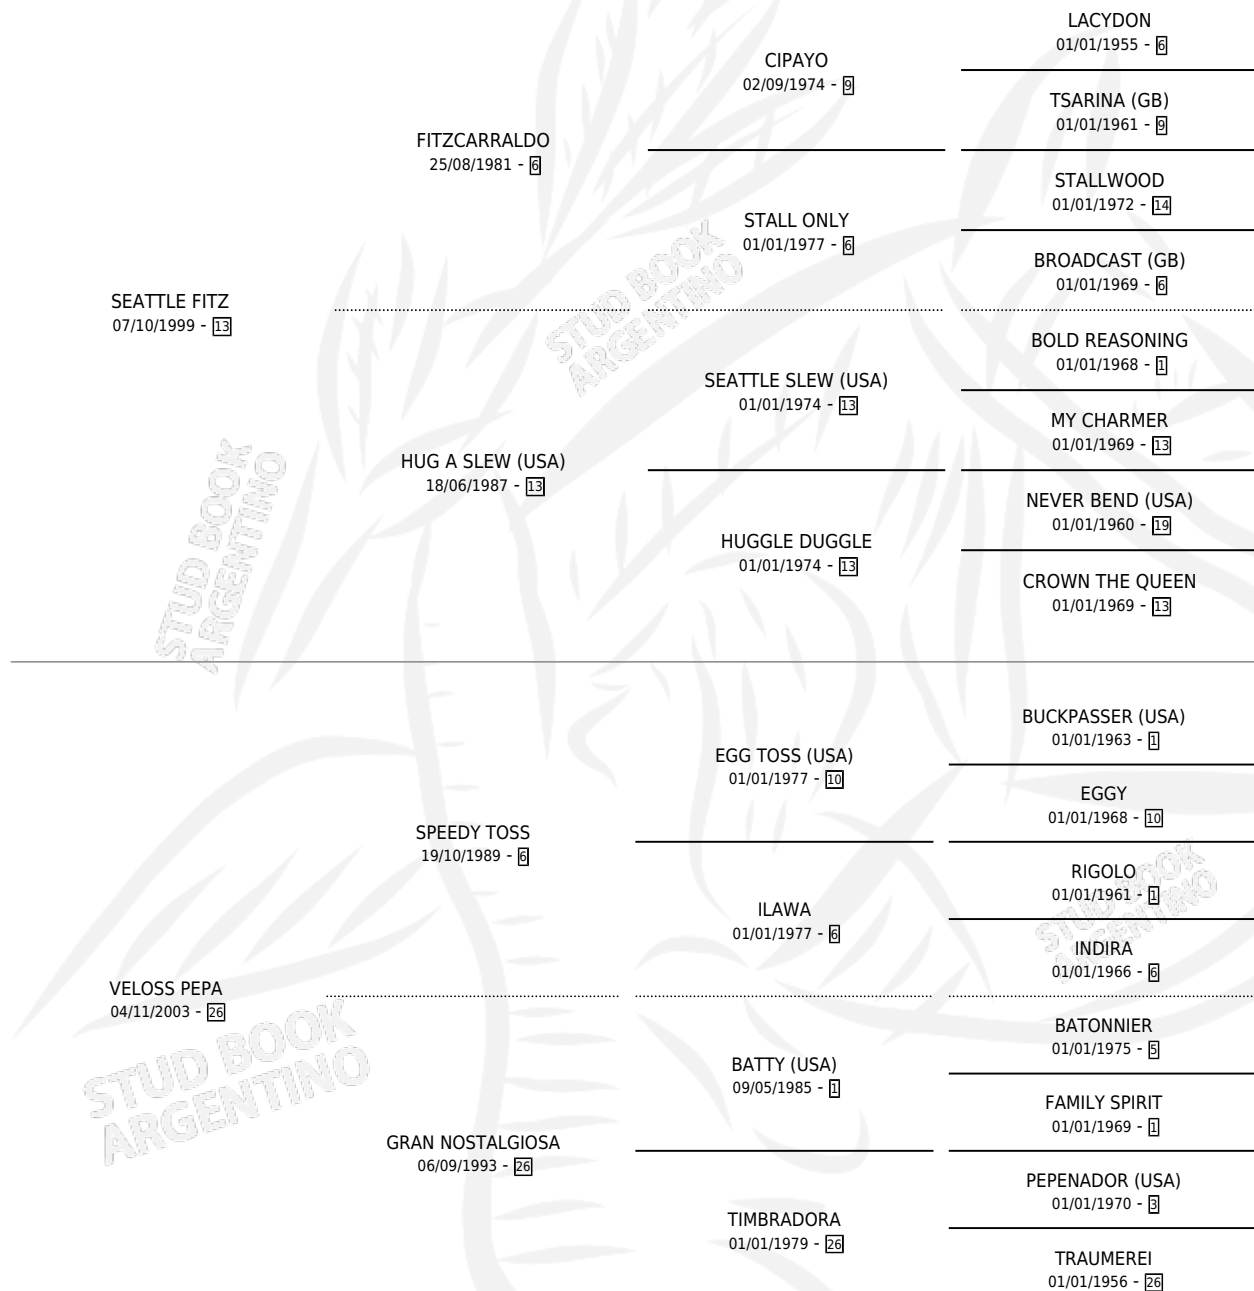 LACYDON
01/01/1955 - 6
CIPAYO
02/09/1974 - 9
TSARINA (GB)
01/01/1961 - 9
FITZCARRALDO
25/08/1981 - 6
STALLWOOD
01/01/1972 - 14
STALL ONLY
01/01/1977 - 6
BROADCAST (GB)
01/01/1969 - 6
SEATTLE FITZ
07/10/1999 - 13
BOLD REASONING
01/01/1968 - 1
SEATTLE SLEW (USA)
01/01/1974 - 13
MY CHARMER
01/01/1969 - 13
HUG A SLEW (USA)
18/06/1987 - 13
NEVER BEND (USA)
01/01/1960 - 19
HUGGLE DUGGLE
01/01/1974 - 13
CROWN THE QUEEN
01/01/1969 - 13
BUCKPASSER (USA)
01/01/1963 - 1
EGG TOSS (USA)
01/01/1977 - 10
EGGY
01/01/1968 - 10
SPEEDY TOSS
19/10/1989 - 6
RIGOLO
01/01/1961 - 1
ILAWA
01/01/1977 - 6
INDIRA
01/01/1966 - 6
VELOSS PEPA
04/11/2003 - 26
BATONNIER
01/01/1975 - 5
BATTY (USA)
09/05/1985 - 1
FAMILY SPIRIT
01/01/1969 - 1
GRAN NOSTALGIOSA
06/09/1993 - 26
PEPENADOR (USA)
01/01/1970 - 3
TIMBRADORA
01/01/1979 - 26
TRAUMEREI
01/01/1956 - 26
STUD BOOK
ARGENTINO
STUD BOOK
ARGENTINO
STUD BOOK
ARGENTINO
STUD BOOK
ARGENTINO